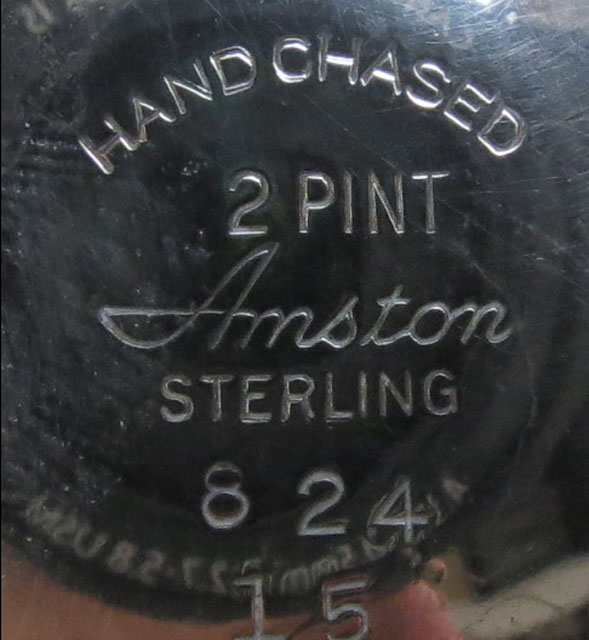 HAND CHASED
2 PINT
Amston
STERLING
824
15